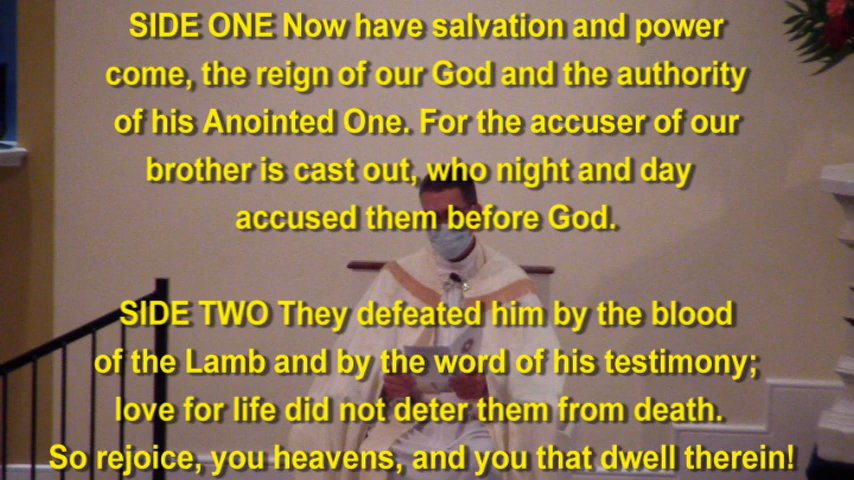 SIDE ONE Now have salvation and power
come, the reign of our God and the authority
of his Anointed One. For the accuser of our
brother is cast out, who night and day
accused them before God.
SIDE TWO They defeated him by the blood
of the Lamb and by the word of his testimony;
love for life did not deter them from death.
So rejoice, you heavens, and you that dwell therein!